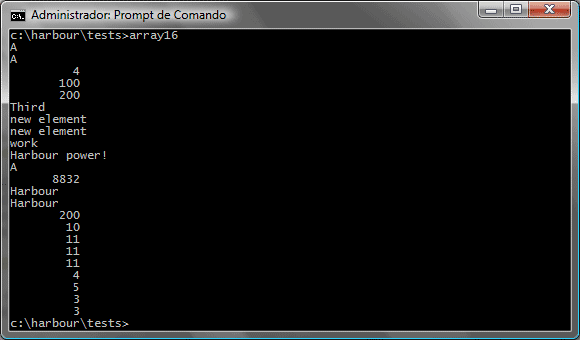 Administrador: Prompt de Comando
c:\harbour\tests>array16
A
A
4
100
200
Third
new element
new element
work
Harbour power!
A
8832
Harbour
Harbour
200
10
11
11
11
4
5
3
3
c:\harbour\tests>